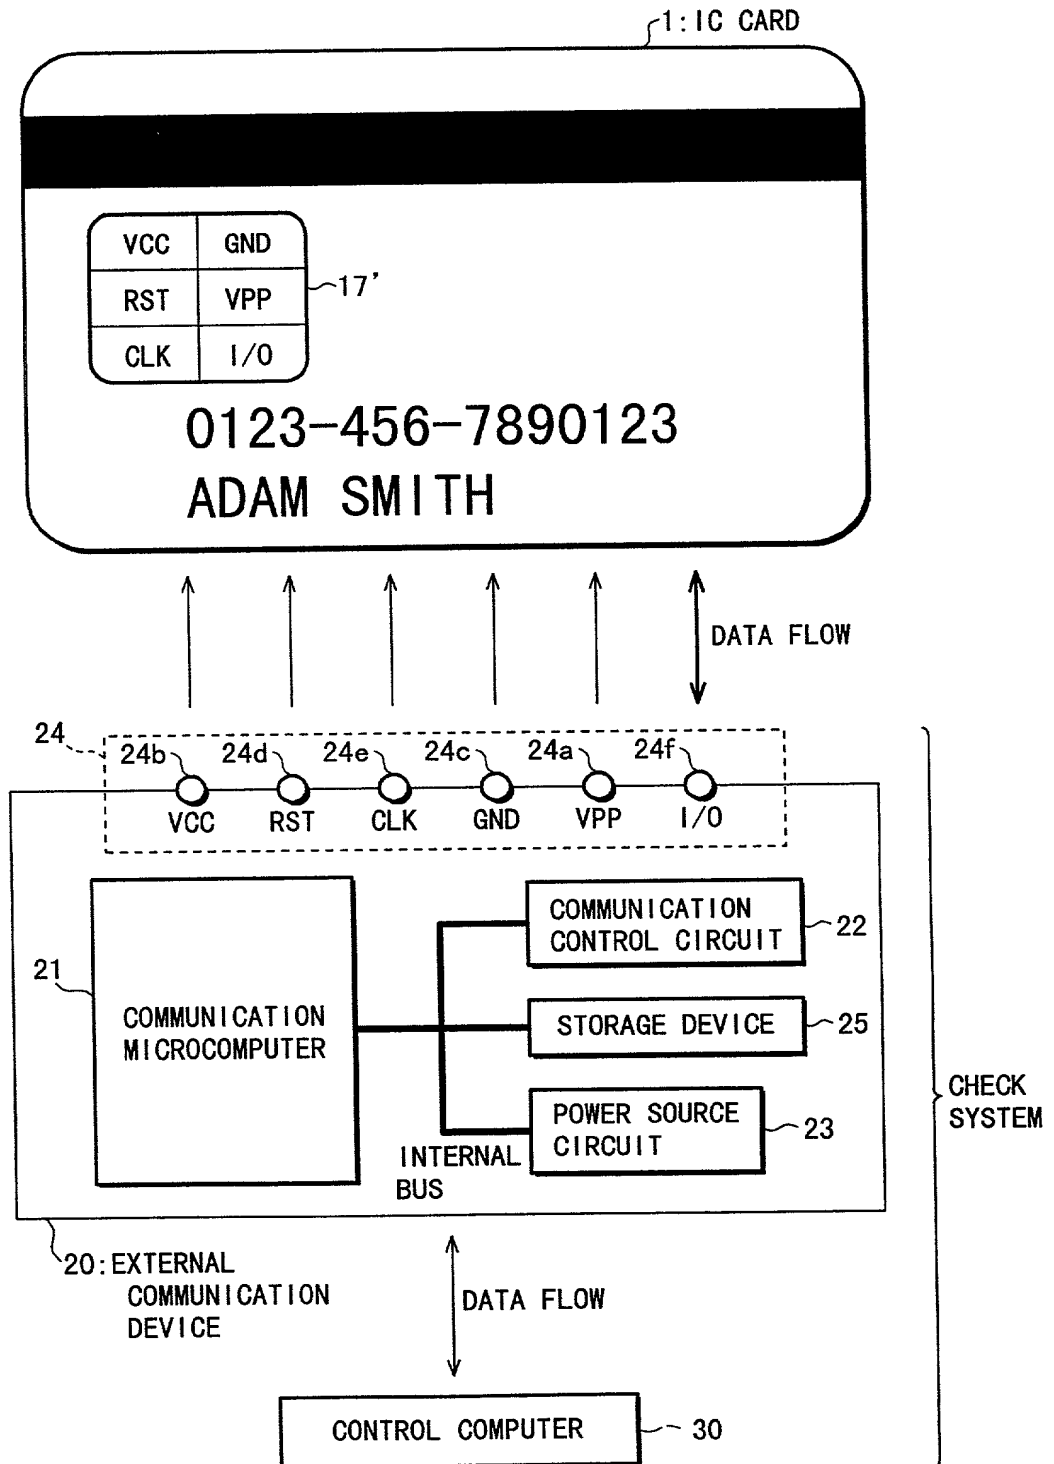 1:IC CARD
VCC GND
RST VPP
CLK I/O
17'
0123-456-7890123
ADAM SMITH
DATA FLOW
24
24b 24d 24e 24c 24a 24f
VCC RST CLK GND VPP I/O
21
COMMUNICATION
MICROCOMPUTER
COMMUNICATION
CONTROL CIRCUIT
22
STORAGE DEVICE
25
POWER SOURCE
CIRCUIT
23
INTERNAL
BUS
CHECK
SYSTEM
20:EXTERNAL
COMMUNICATION
DEVICE
DATA FLOW
CONTROL COMPUTER
30